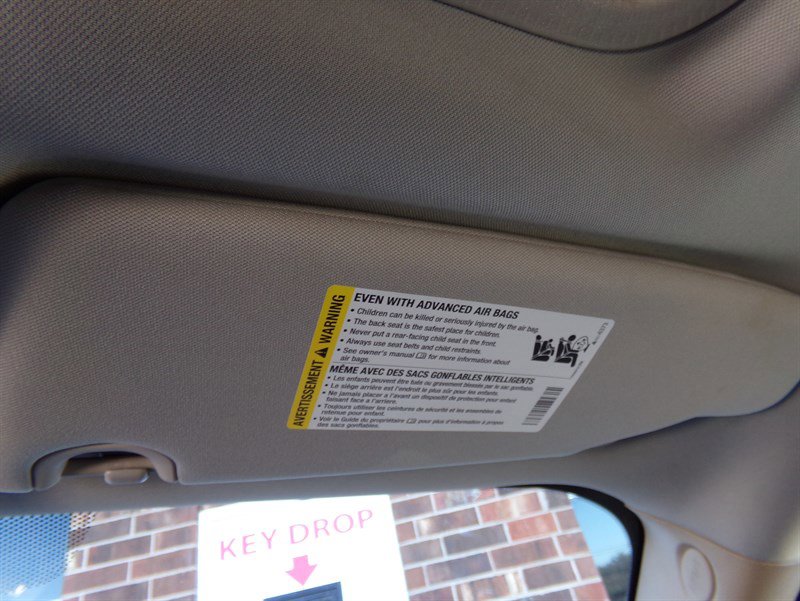 AVERTISSEMENT WARNING
EVEN WITH ADVANCED AIR BAGS
• Children can be killed or seriously injured by the air bag.
• The back seat is the safest place for children.
• Never put a rear-facing child seat in the front.
• Always use seat belts and child restraints.
• See owner's manual for more information about
air bags.
MÊME AVEC DES SACS GONFLABLES INTELLIGENTS
• Les enfants peuvent être tués ou gravement blessés par le sac gonflable.
• Le siège arrière est l'endroit le plus sûr pour les enfants.
• Ne jamais placer à l'avant un dispositif de protection pour enfant
faisant face à l'arrière.
• Toujours utiliser les ceintures de sécurité et les ensembles de
retenue pour enfant.
• Voir le Guide du propriétaire pour plus d'information à propos
des sacs gonflables.
KEY DROP